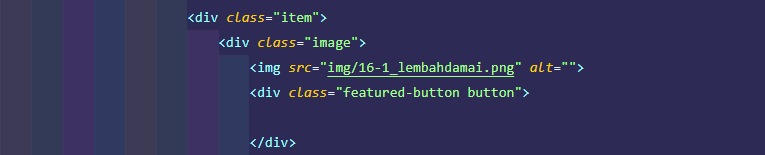 <div class="item">
<div class="image">
<img src="img/16-1_lembahdamai.png" alt="">
<div class="featured-button button">
</div>